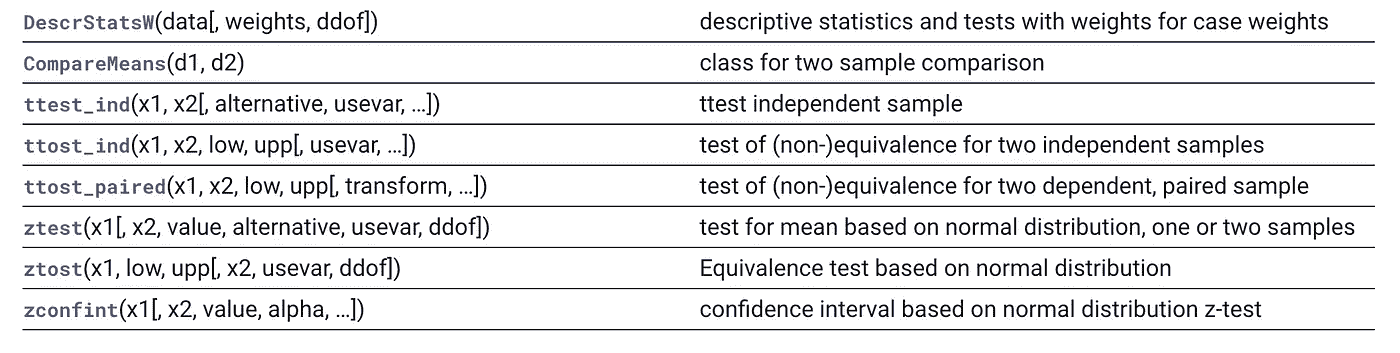 DescrStatsW(data[, weights, ddof]) descriptive statistics and tests with weights for case weights
CompareMeans(d1, d2) class for two sample comparison
ttest_ind(x1, x2[, alternative, usevar, …]) ttest independent sample
ttost_ind(x1, x2, low, upp[, usevar, …]) test of (non-)equivalence for two independent samples
ttost_paired(x1, x2, low, upp[, transform, …]) test of (non-)equivalence for two dependent, paired sample
ztest(x1[, x2, value, alternative, usevar, ddof]) test for mean based on normal distribution, one or two samples
ztost(x1, low, upp[, x2, usevar, ddof]) Equivalence test based on normal distribution
zconfint(x1[, x2, value, alpha, …]) confidence interval based on normal distribution z-test